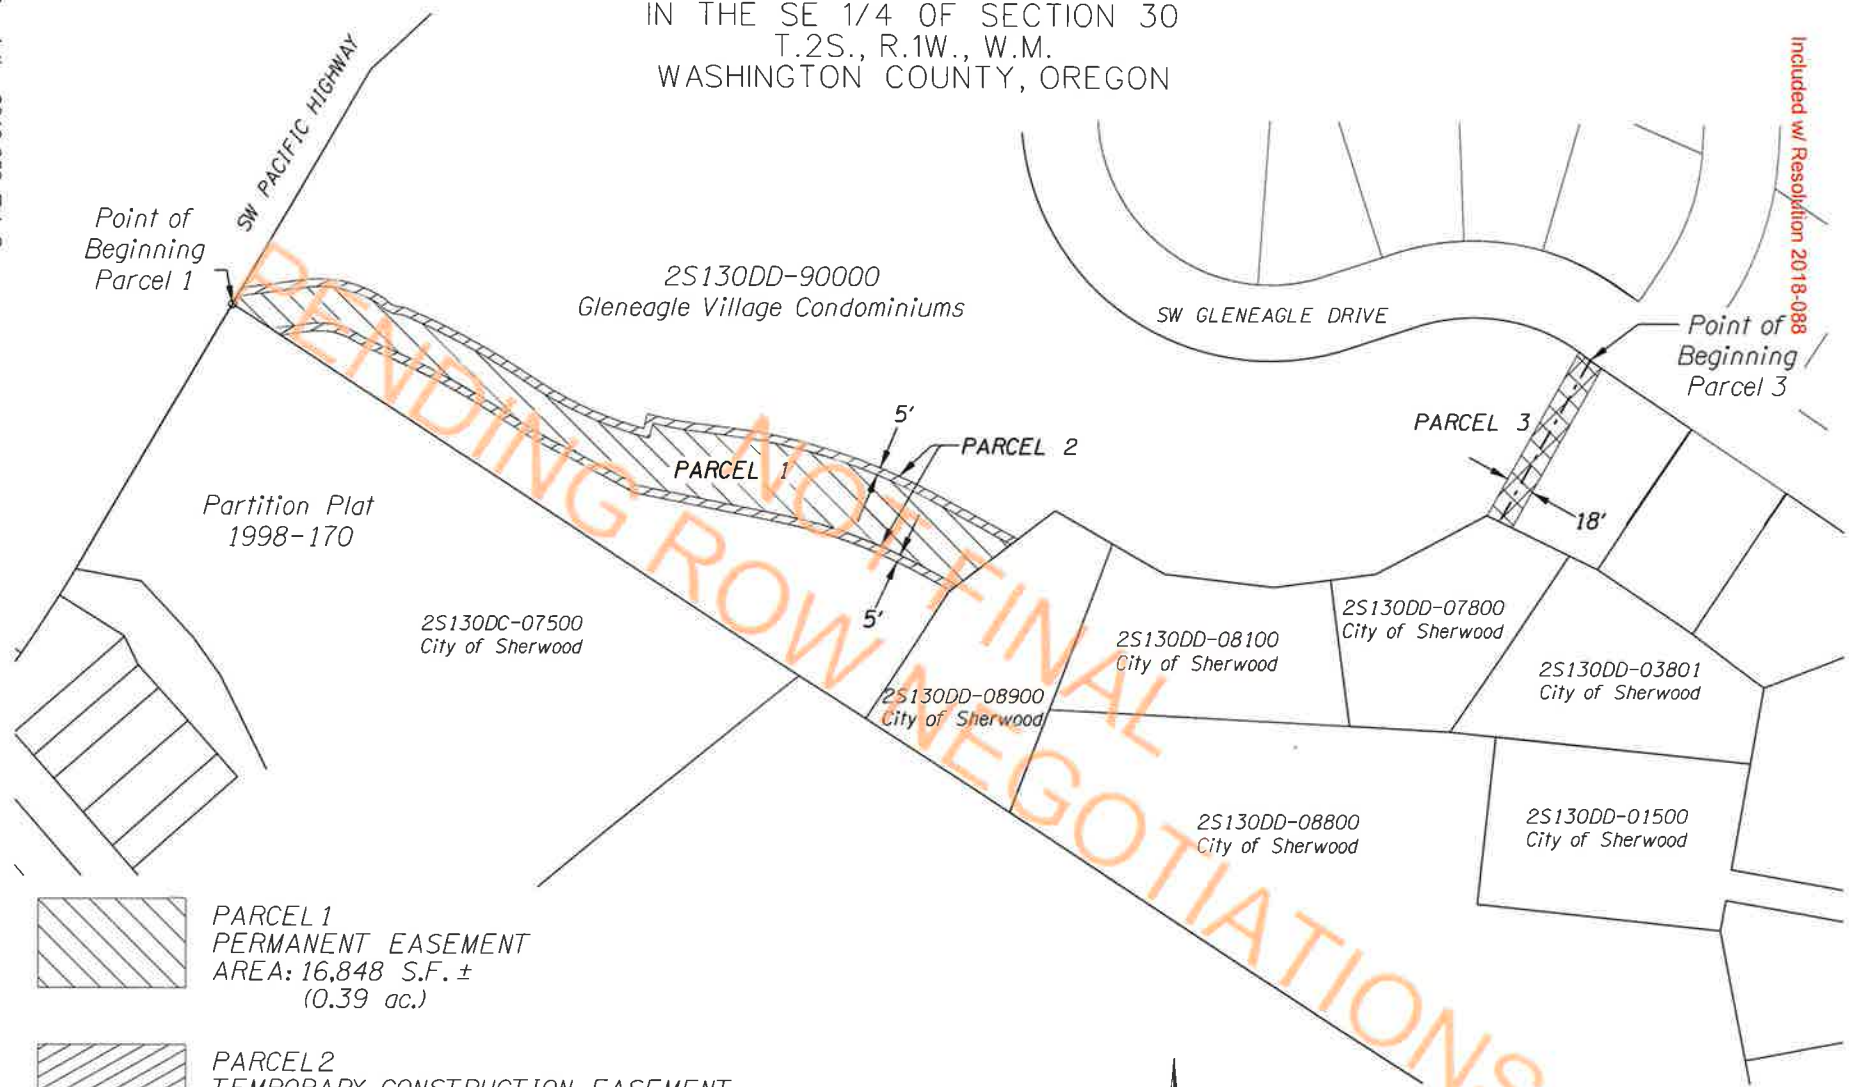 IN THE SE 1/4 OF SECTION 30
T.2S., R.1W., W.M.
WASHINGTON COUNTY, OREGON
Included w/ Resolution 2018-088
SW PACIFIC HIGHWAY
Point of
Beginning
Parcel 1
2S130DD-90000
Gleneagle Village Condominiums
SW GLENEAGLE DRIVE
Point of
Beginning
Parcel 3
PARCEL 3
18'
5'
PARCEL 2
PARCEL 1
5'
Partition Plat
1998-170
2S130DC-07500
City of Sherwood
2S130DD-08900
City of Sherwood
2S130DD-08100
City of Sherwood
2S130DD-07800
City of Sherwood
2S130DD-03801
City of Sherwood
2S130DD-08800
City of Sherwood
2S130DD-01500
City of Sherwood
NOT FINAL
PENDING ROW NEGOTIATIONS
PARCEL 1
PERMANENT EASEMENT
AREA: 16,848 S.F. ±
(0.39 ac.)
PARCEL 2
TEMPORARY CONSTRUCTION EASEMENT